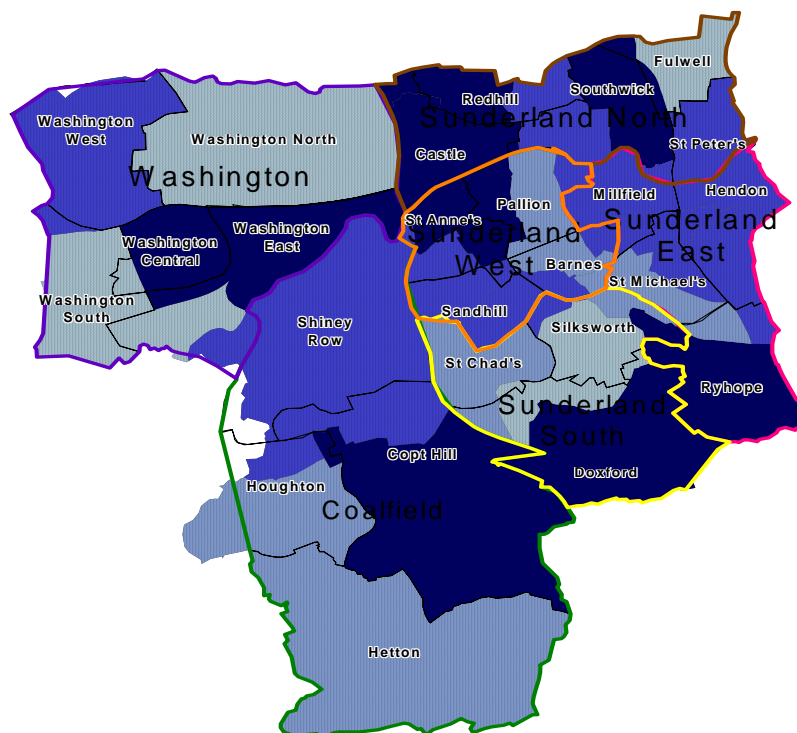 Fulwell
Southwick
Redhill
Sunderland North
Washington
West
Washington North
Castle
St Peter's
Washington
Millfield
Hendon
Pallion
St Anne's
Sunderland
East
Washington
East
Washington
Central
Sunderland
West
Barnes
St Michael's
Washington
South
Sandhill
Shiney
Row
Silksworth
St Chad's
Ryhope
Sunderland
South
Copt Hill
Doxford
Houghton
Coalfield
Hetton